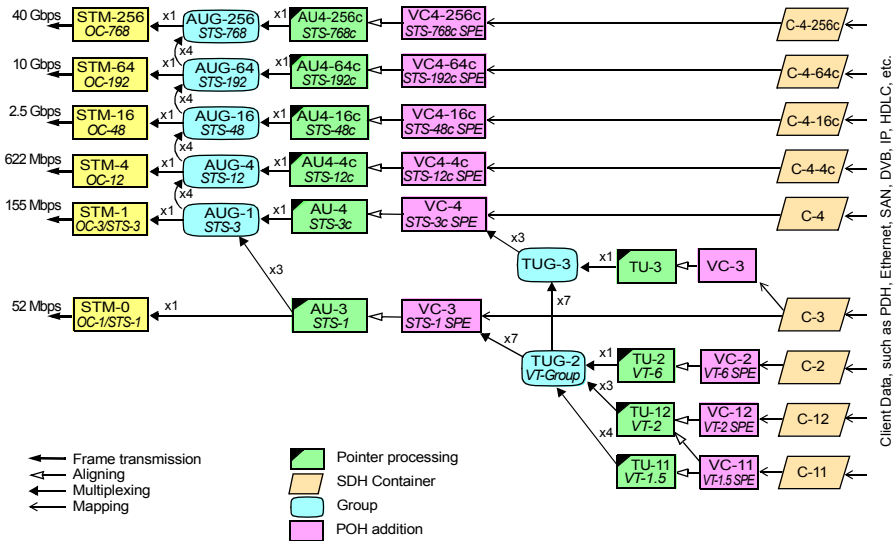 40 Gbps
STM-256
OC-768
x1
AUG-256
STS-768
x1
AU4-256c
STS-768c
VC4-256c
STS-768c SPE
C-4-256c
x4
10 Gbps
STM-64
OC-192
x1
AUG-64
STS-192
x1
AU4-64c
STS-192c
VC4-64c
STS-192c SPE
C-4-64c
x4
2.5 Gbps
STM-16
OC-48
x1
AUG-16
STS-48
x1
AU4-16c
STS-48c
VC4-16c
STS-48c SPE
C-4-16c
x4
622 Mbps
STM-4
OC-12
x1
AUG-4
STS-12
x1
AU4-4c
STS-12c
VC4-4c
STS-12c SPE
C-4-4c
x4
155 Mbps
STM-1
OC-3/STS-3
x1
AUG-1
STS-3
x1
AU-4
STS-3c
VC-4
STS-3c SPE
C-4
x3
TUG-3
x1
TU-3
VC-3
x3
x7
52 Mbps
STM-0
OC-1/STS-1
x1
AU-3
STS-1
VC-3
STS-1 SPE
C-3
x7
TUG-2
VT-Group
x1
TU-2
VT-6
VC-2
VT-6 SPE
C-2
x3
TU-12
VT-2
VC-12
VT-2 SPE
C-12
x4
TU-11
VT-1.5
VC-11
VT-1.5 SPE
C-11
Client Data, such as PDH, Ethernet, SAN, DVB, IP, HDLC, etc.
Frame transmission
Aligning
Multiplexing
Mapping
Pointer processing
SDH Container
Group
POH addition